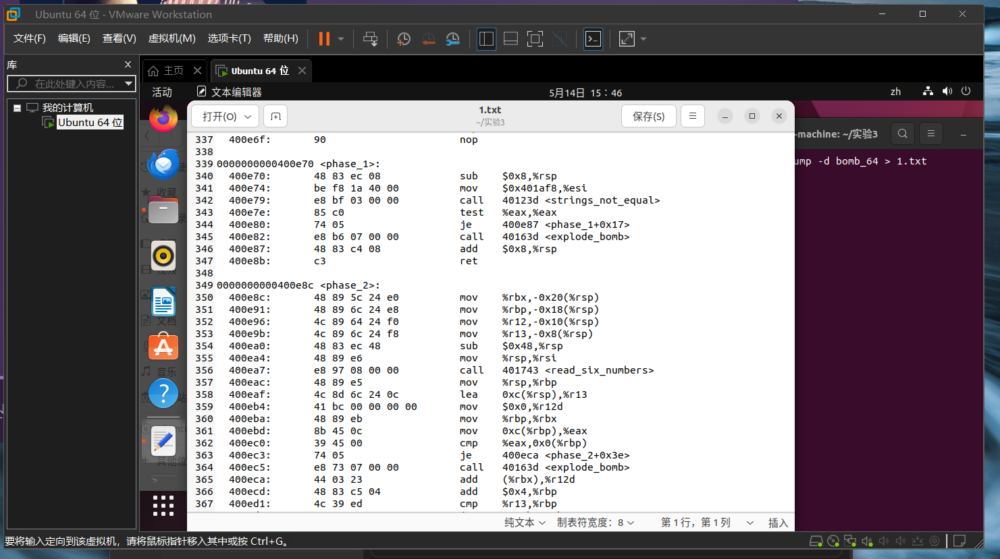 Ubuntu 64 位 - VMware Workstation
文件(F) 编辑(E) 查看(V) 虚拟机(M) 选项卡(T) 帮助(H)
库
在此处键入内容...
我的计算机
Ubuntu 64 位
主页 Ubuntu 64 位
活动 文本编辑器 5月14日 15：46 zh
打开(O) 1.txt 保存(S)
~/实验3
-machine: ~/实验3
ump -d bomb_64 > 1.txt
337 400e6f: 90 nop
338
339 0000000000400e70 <phase_1>:
340 400e70: 48 83 ec 08 sub $0x8,%rsp
341 400e74: be f8 1a 40 00 mov $0x401af8,%esi
342 400e79: e8 bf 03 00 00 call 40123d <strings_not_equal>
343 400e7e: 85 c0 test %eax,%eax
344 400e80: 74 05 je 400e87 <phase_1+0x17>
345 400e82: e8 b6 07 00 00 call 40163d <explode_bomb>
346 400e87: 48 83 c4 08 add $0x8,%rsp
347 400e8b: c3 ret
348
349 0000000000400e8c <phase_2>:
350 400e8c: 48 89 5c 24 e0 mov %rbx,-0x20(%rsp)
351 400e91: 48 89 6c 24 e8 mov %rbp,-0x18(%rsp)
352 400e96: 4c 89 64 24 f0 mov %r12,-0x10(%rsp)
353 400e9b: 4c 89 6c 24 f8 mov %r13,-0x8(%rsp)
354 400ea0: 48 83 ec 48 sub $0x48,%rsp
355 400ea4: 48 89 e6 mov %rsp,%rsi
356 400ea7: e8 97 08 00 00 call 401743 <read_six_numbers>
357 400eac: 48 89 e5 mov %rsp,%rbp
358 400eaf: 4c 8d 6c 24 0c lea 0xc(%rsp),%r13
359 400eb4: 41 bc 00 00 00 00 mov $0x0,%r12d
360 400eba: 48 89 eb mov %rbp,%rbx
361 400ebd: 8b 45 0c mov 0xc(%rbp),%eax
362 400ec0: 39 45 00 cmp %eax,0x0(%rbp)
363 400ec3: 74 05 je 400eca <phase_2+0x3e>
364 400ec5: e8 73 07 00 00 call 40163d <explode_bomb>
365 400eca: 44 03 23 add (%rbx),%r12d
366 400ecd: 48 83 c5 04 add $0x4,%rbp
367 400ed1: 4c 39 ed cmp %r13,%rbp
收藏
文档
音乐
纯文本 制表符宽度：8 第 1 行，第 1 列 插入
要将输入定向到该虚拟机，请将鼠标指针移入其中或按 Ctrl+G。